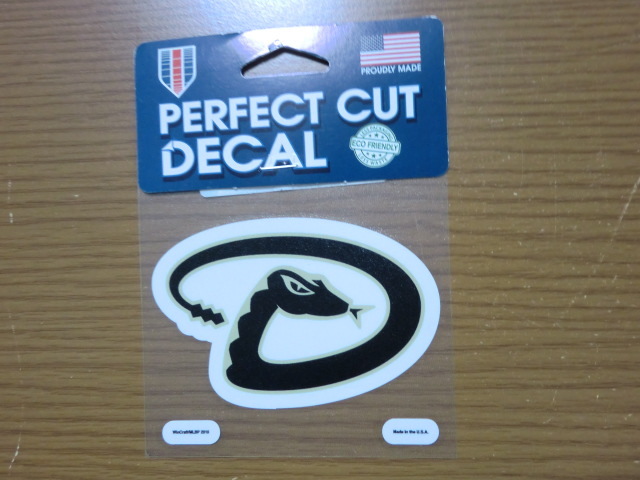 PROUDLY MADE
PERFECT CUT
DECAL
ECO FRIENDLY
Made in the U.S.A.